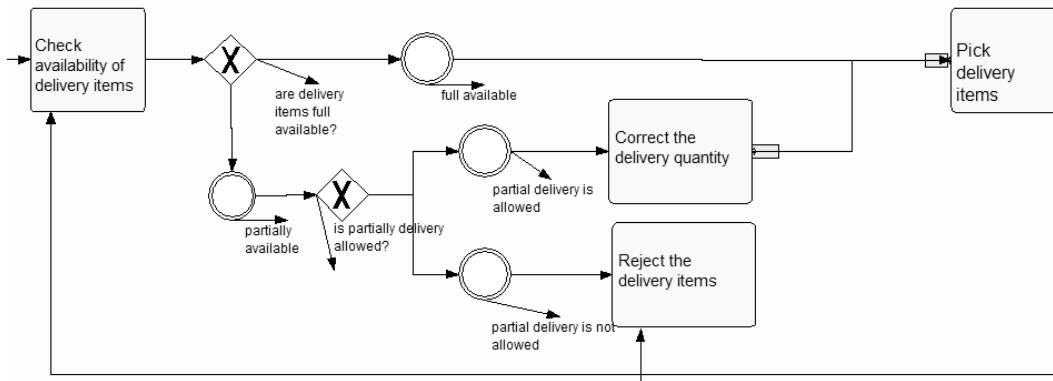 Check
availability of
delivery items
X
are delivery
items full
available?
full available
Pick
delivery
items
Correct the
delivery quantity
partial delivery is
allowed
X
partially
available
is partially delivery
allowed?
Reject the
delivery items
partial delivery is not
allowed